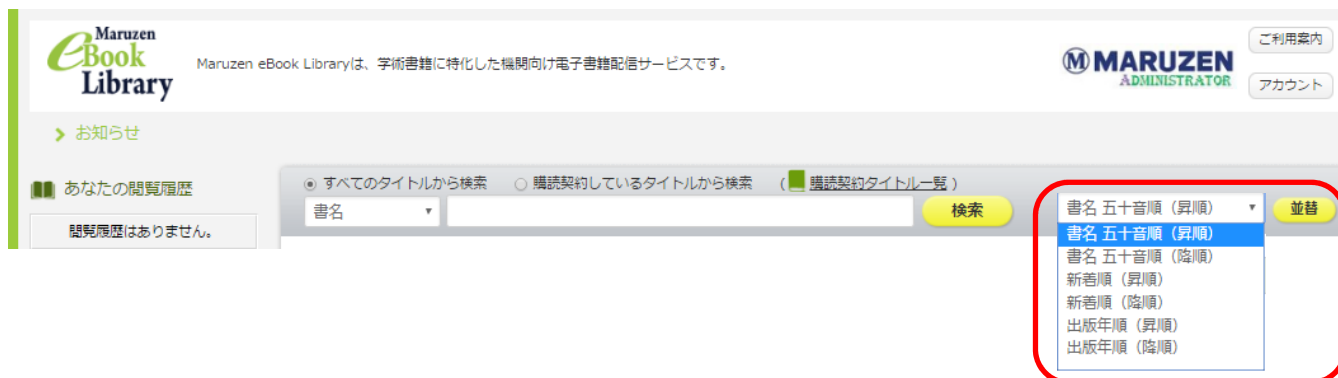 Maruzen
eBook
Library
Maruzen eBook Libraryは、学術書籍に特化した機関向け電子書籍配信サービスです。
M MARUZEN
ADMINISTRATOR
ご利用案内
アカウント
お知らせ
あなたの閲覧履歴
閲覧履歴はありません。
すべてのタイトルから検索 購読契約しているタイトルから検索 ( 購読契約タイトル一覧 )
書名 検索
書名 五十音順（昇順） 並替
書名 五十音順（昇順）
書名 五十音順（降順）
新着順（昇順）
新着順（降順）
出版年順（昇順）
出版年順（降順）